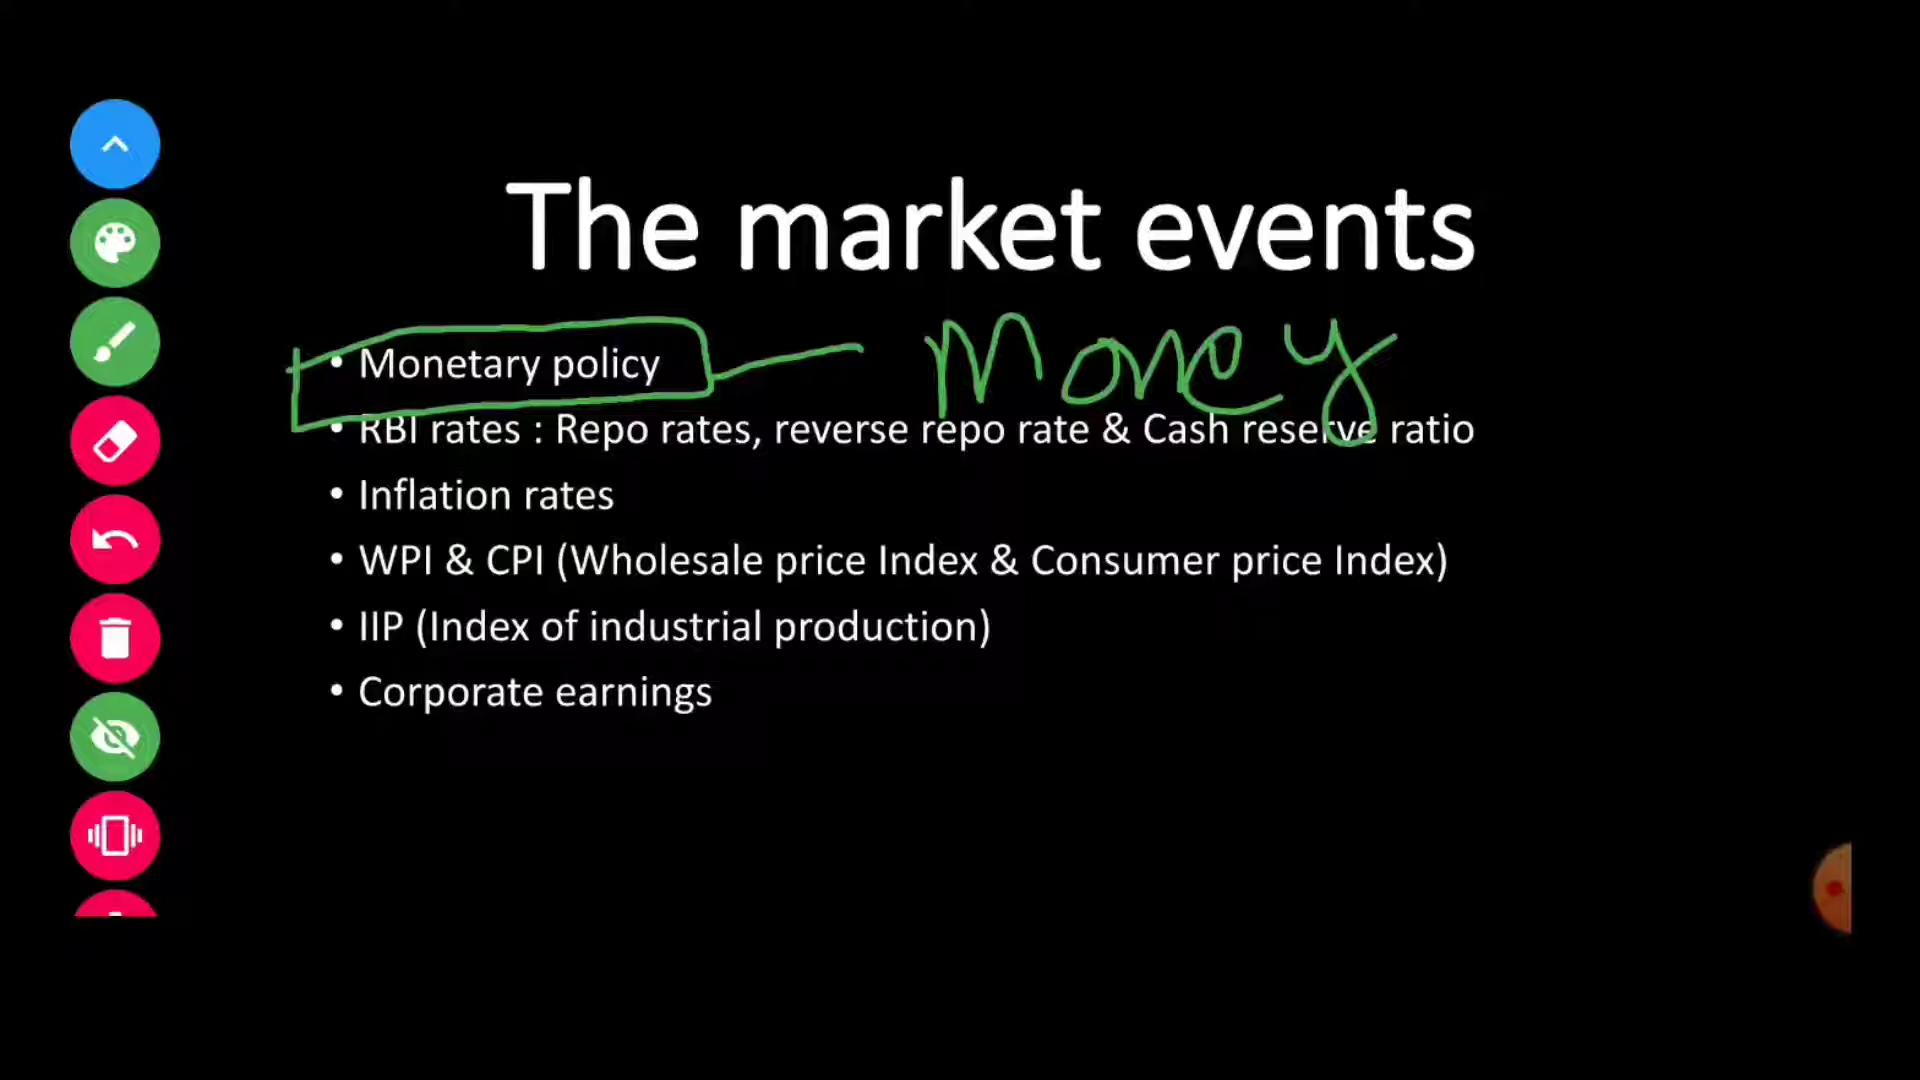 The market events
• Monetary policy Money
• RBI rates : Repo rates, reverse repo rate & Cash reserve ratio
• Inflation rates
• WPI & CPI (Wholesale price Index & Consumer price Index)
• IIP (Index of industrial production)
• Corporate earnings